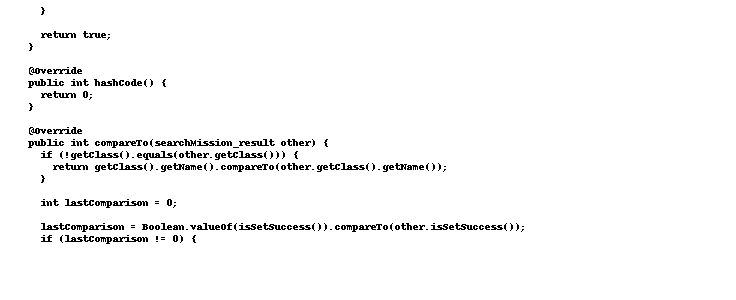 }
return true;
}
@Override
public int hashCode() {
return 0;
}
@Override
public int compareTo(searchMission_result other) {
if (!getClass().equals(other.getClass())) {
return getClass().getName().compareTo(other.getClass().getName());
}
int lastComparison = 0;
lastComparison = Boolean.valueOf(isSetSuccess()).compareTo(other.isSetSuccess());
if (lastComparison != 0) {